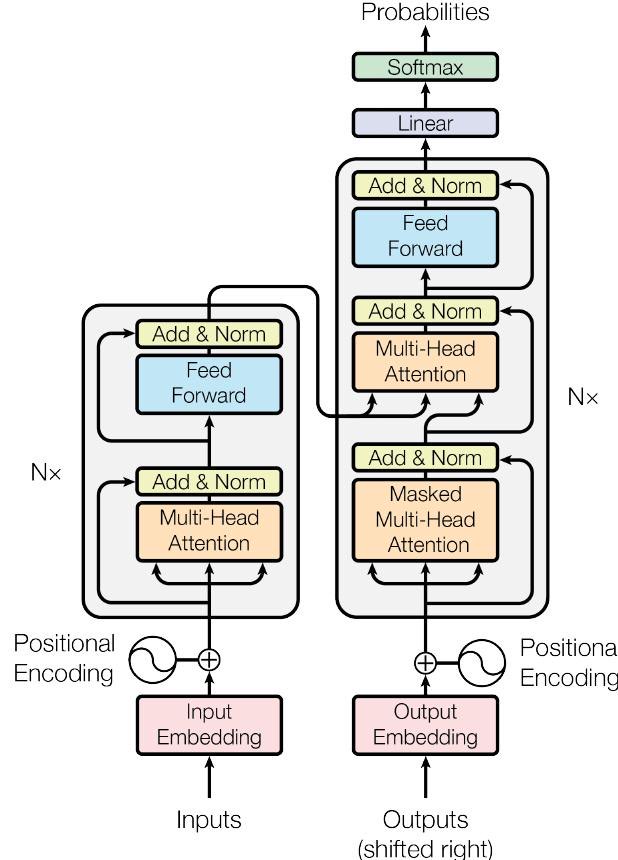 Probabilities
Softmax
Linear
Add & Norm
Feed
Forward
Add & Norm
Multi-Head
Attention
Add & Norm
Masked
Multi-Head
Attention
Nx
Add & Norm
Feed
Forward
Add & Norm
Multi-Head
Attention
Nx
Positional
Encoding
Positiona
Encoding
Input
Embedding
Output
Embedding
Inputs
Outputs
(shifted right)